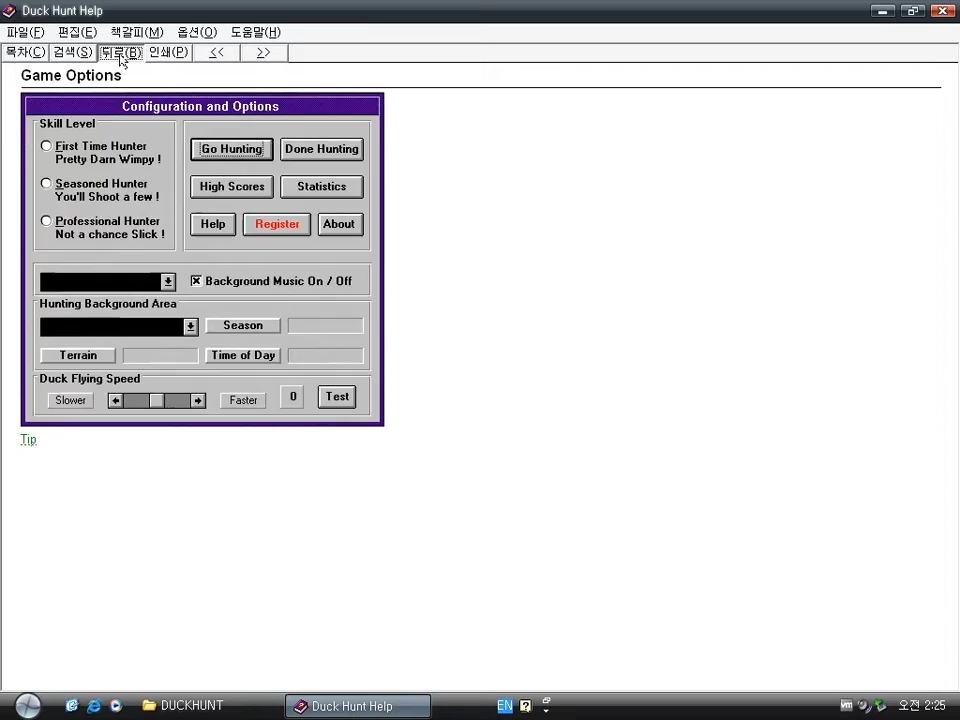 Duck Hunt Help
파일(F) 편집(E) 책갈피(M) 옵션(O) 도움말(H)
목차(C) 검색(S) 뒤로(B) 인쇄(P) << >>
Game Options
Configuration and Options
Skill Level
First Time Hunter
Pretty Darn Wimpy !
Seasoned Hunter
You'll Shoot a few !
Professional Hunter
Not a chance Slick !
Go Hunting Done Hunting
High Scores Statistics
Help Register About
Background Music On / Off
Hunting Background Area
Season
Terrain Time of Day
Duck Flying Speed
Slower Faster 0 Test
Tip
DUCKHUNT Duck Hunt Help EN 오전 2:25